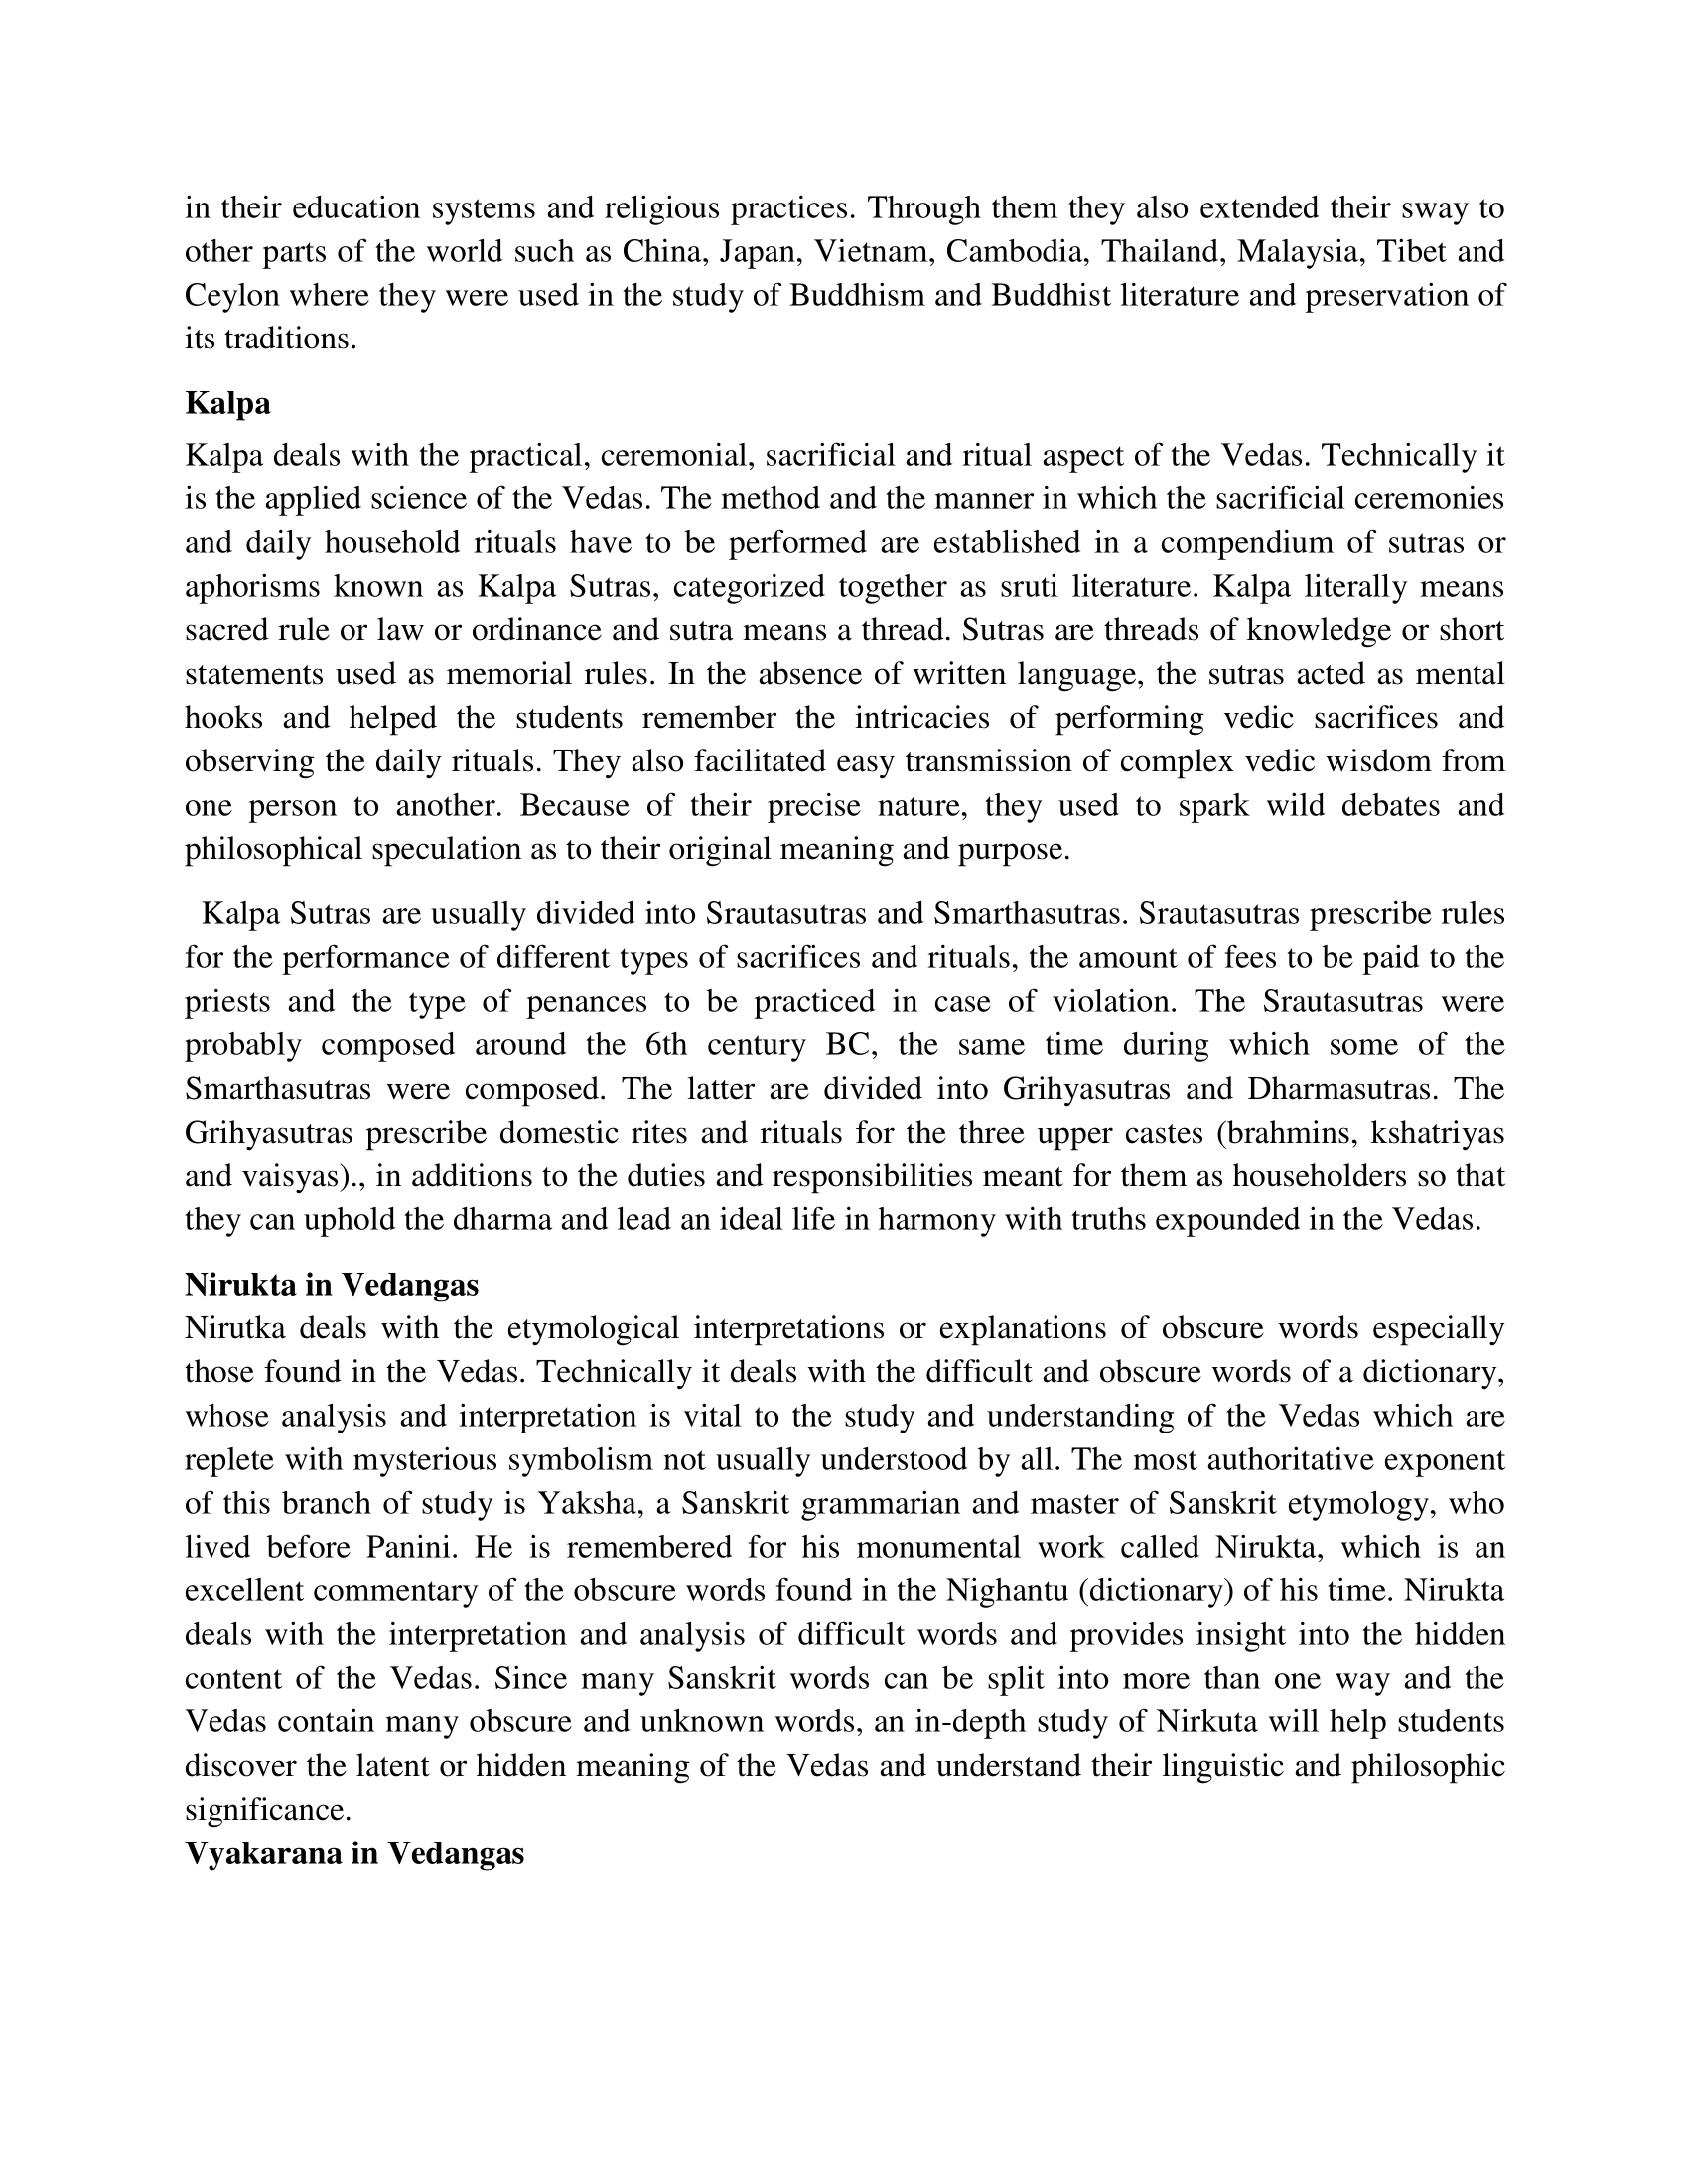 in their education systems and religious practices. Through them they also extended their sway to
other parts of the world such as China, Japan, Vietnam, Cambodia, Thailand, Malaysia, Tibet and
Ceylon where they were used in the study of Buddhism and Buddhist literature and preservation of
its traditions.
Kalpa
Kalpa deals with the practical, ceremonial, sacrificial and ritual aspect of the Vedas. Technically it
is the applied science of the Vedas. The method and the manner in which the sacrificial ceremonies
and daily household rituals have to be performed are established in a compendium of sutras or
aphorisms known as Kalpa Sutras, categorized together as sruti literature. Kalpa literally means
sacred rule or law or ordinance and sutra means a thread. Sutras are threads of knowledge or short
statements used as memorial rules. In the absence of written language, the sutras acted as mental
hooks and helped the students remember the intricacies of performing vedic sacrifices and
observing the daily rituals. They also facilitated easy transmission of complex vedic wisdom from
one person to another. Because of their precise nature, they used to spark wild debates and
philosophical speculation as to their original meaning and purpose.
Kalpa Sutras are usually divided into Srautasutras and Smarthasutras. Srautasutras prescribe rules
for the performance of different types of sacrifices and rituals, the amount of fees to be paid to the
priests and the type of penances to be practiced in case of violation. The Srautasutras were
probably composed around the 6th century BC, the same time during which some of the
Smarthasutras were composed. The latter are divided into Grihyasutras and Dharmasutras. The
Grihyasutras prescribe domestic rites and rituals for the three upper castes (brahmins, kshatriyas
and vaisyas)., in additions to the duties and responsibilities meant for them as householders so that
they can uphold the dharma and lead an ideal life in harmony with truths expounded in the Vedas.
Nirukta in Vedangas
Nirutka deals with the etymological interpretations or explanations of obscure words especially
those found in the Vedas. Technically it deals with the difficult and obscure words of a dictionary,
whose analysis and interpretation is vital to the study and understanding of the Vedas which are
replete with mysterious symbolism not usually understood by all. The most authoritative exponent
of this branch of study is Yaksha, a Sanskrit grammarian and master of Sanskrit etymology, who
lived before Panini. He is remembered for his monumental work called Nirukta, which is an
excellent commentary of the obscure words found in the Nighantu (dictionary) of his time. Nirukta
deals with the interpretation and analysis of difficult words and provides insight into the hidden
content of the Vedas. Since many Sanskrit words can be split into more than one way and the
Vedas contain many obscure and unknown words, an in-depth study of Nirkuta will help students
discover the latent or hidden meaning of the Vedas and understand their linguistic and philosophic
significance.
Vyakarana in Vedangas